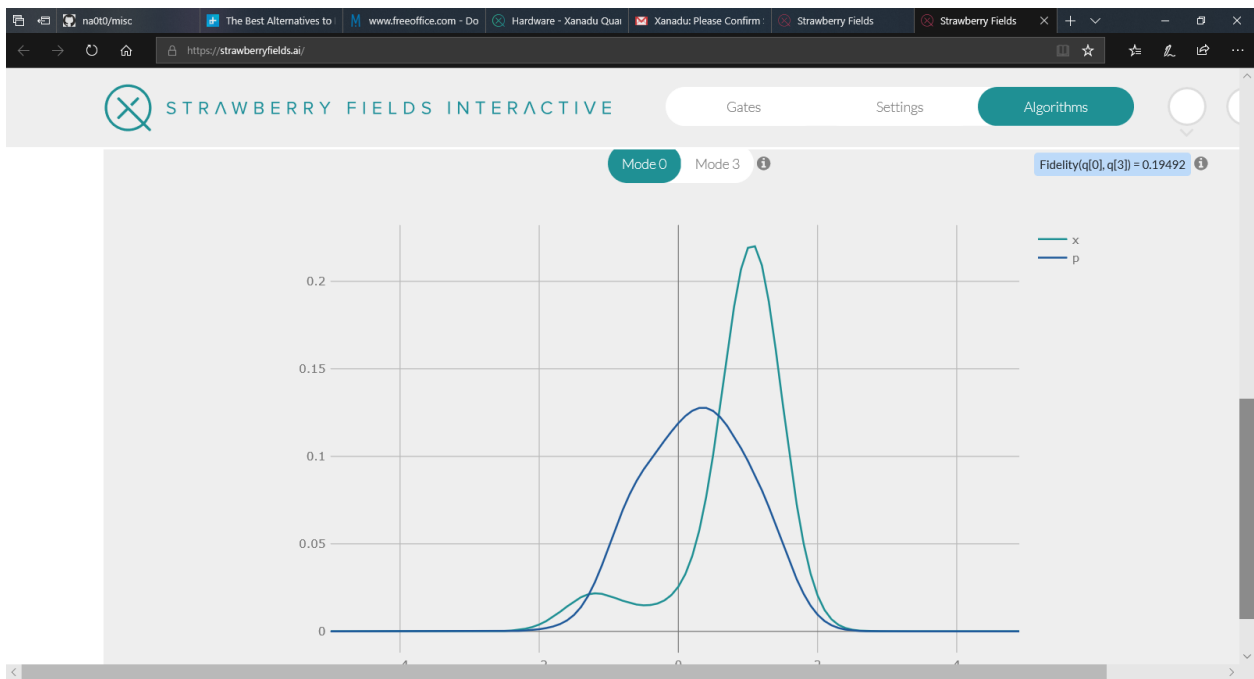 na0t0/misc
The Best Alternatives to
www.freeoffice.com - Do
Hardware - Xanadu Qua
Xanadu: Please Confirm
Strawberry Fields
Strawberry Fields
https://strawberryfields.ai/
STRAWBERRY FIELDS INTERACTIVE
Gates
Settings
Algorithms
Mode 0
Mode 3
Fidelity(q[0], q[3]) = 0.19492
x
p
0.2
0.15
0.1
0.05
0